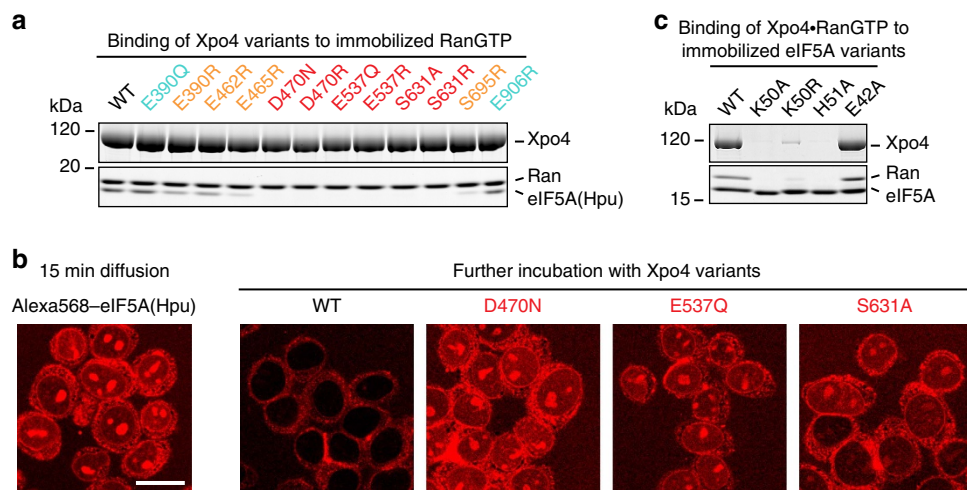 a
Binding of Xpo4 variants to immobilized RanGTP
kDa
WT E390Q E390R E462R E465R D470N D470R E537Q E537R S631A S631R S695R E906R
120
Xpo4
20
Ran
eIF5A(Hpu)
c
Binding of Xpo4•RanGTP to
immobilized eIF5A variants
kDa
WT K50A K50R H51A E42A
120
Xpo4
Ran
eIF5A
15
b
15 min diffusion
Further incubation with Xpo4 variants
Alexa568–eIF5A(Hpu)
WT
D470N
E537Q
S631A